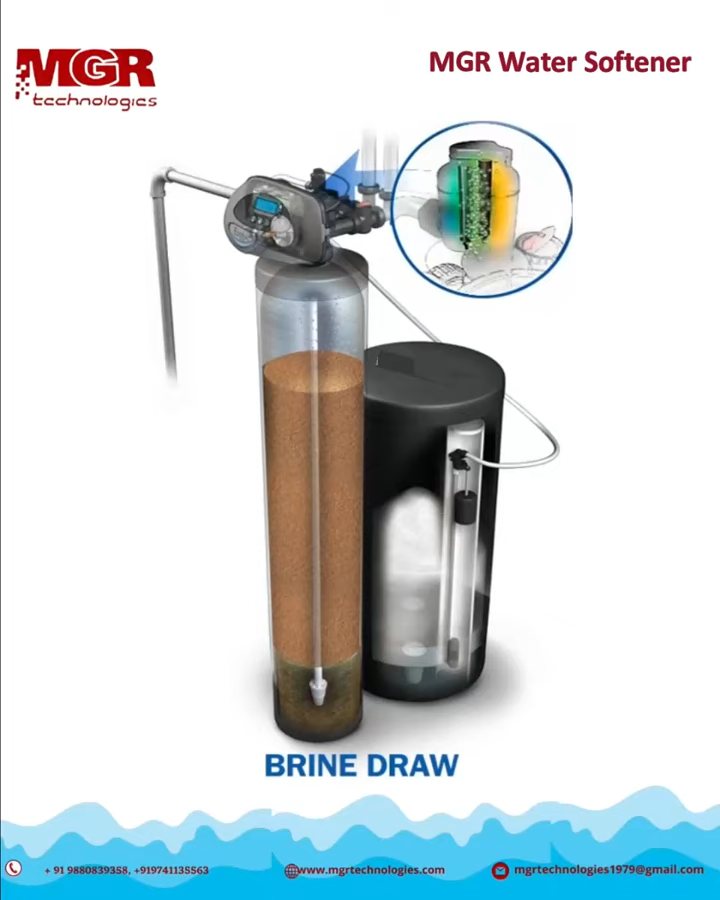 MGR
technologies
MGR Water Softener
BRINE DRAW
+ 91 9880839358, +919741135563
www.mgrtechnologies.com
mgrtechnologies1979@gmail.com